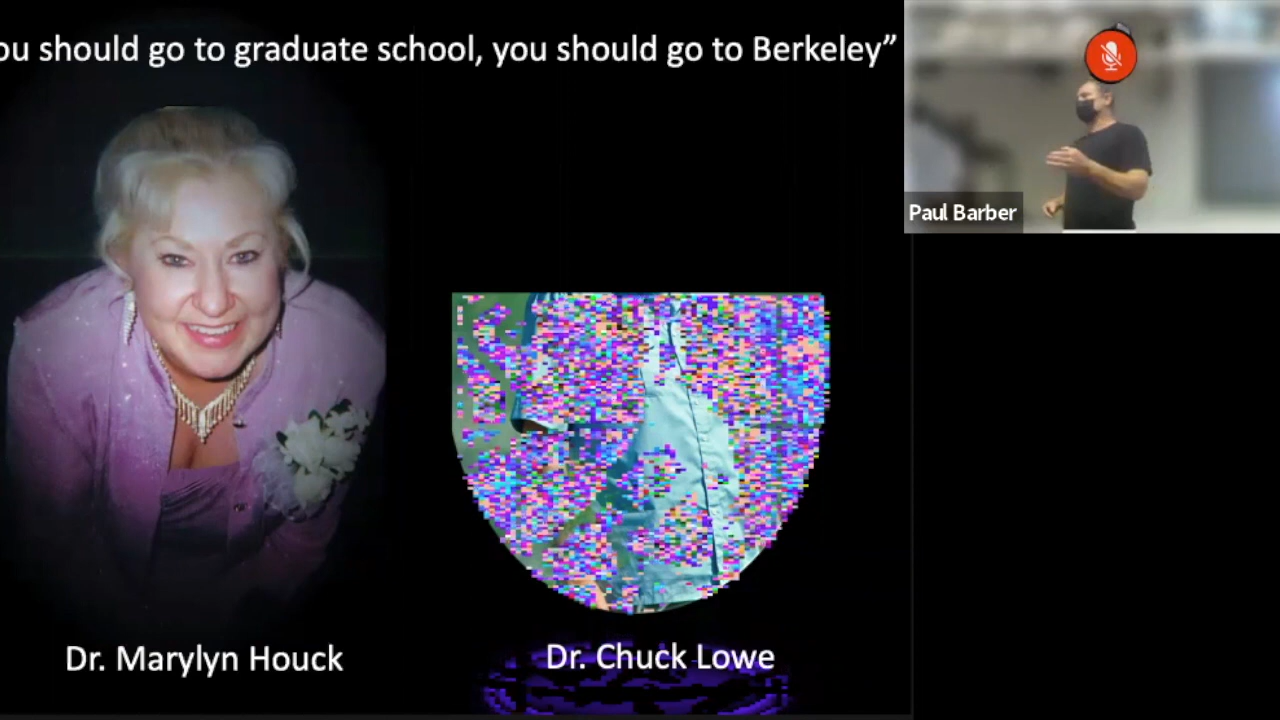 ou should go to graduate school, you should go to Berkeley”
Paul Barber
Dr. Marylyn Houck
Dr. Chuck Lowe